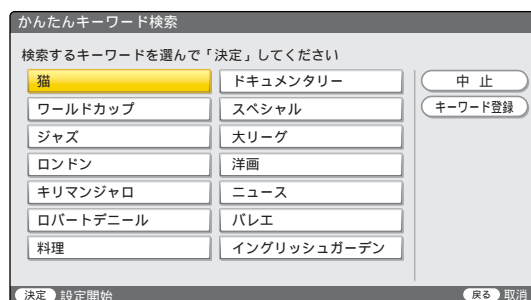 かんたんキーワード検索
検索するキーワードを選んで「決定」してください
猫
ドキュメンタリー
中 止
ワールドカップ
スペシャル
キーワード登録
ジャズ
大リーグ
ロンドン
洋画
キリマンジャロ
ニュース
ロバートデニール
バレエ
料理
イングリッシュガーデン
決定 設定開始
戻る 取消